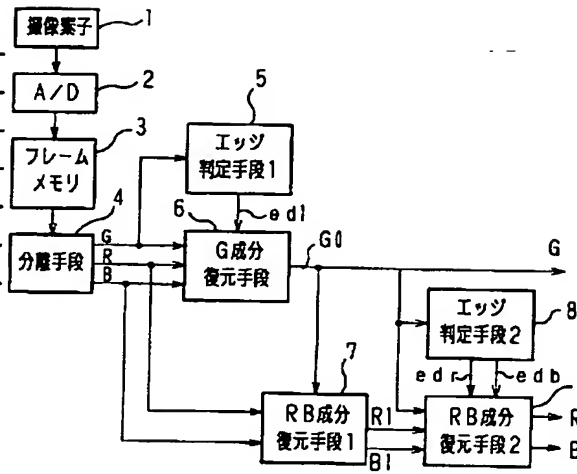 1
撮像素子
2
A/D
3
フレーム
メモリ
4
分離手段
G
R
B
5
エッジ
判定手段1
ed1
6
G成分
復元手段
G0
G
エッジ
判定手段2
8
edr
edb
7
RB成分
復元手段1
R1
B1
RB成分
復元手段2
R
B